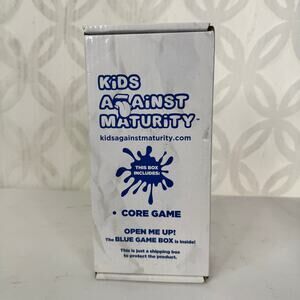 KiDS
AGAiNST
MATURiTY™
kidsagainstmaturity.com
THIS BOX
INCLUDES:
• CORE GAME
OPEN ME UP!
The BLUE GAME BOX is inside!
This is just a shipping box
to protect the product.